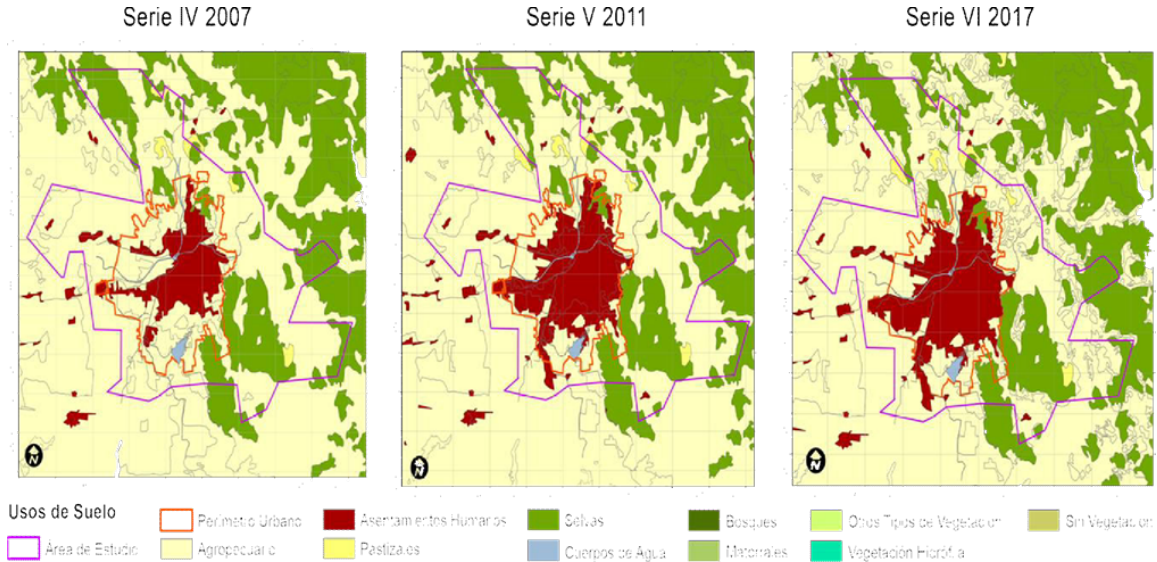 Serie IV 2007
Serie V 2011
Serie VI 2017
N
N
N
Usos de Suelo
Perímetro Urbano
Asentamientos Humanos
Selvas
Bosques
Otros Tipos de Vegetación
Sin Vegetación
Área de Estudio
Agropecuario
Pastizales
Cuerpos de Agua
Matorrales
Vegetación Hidrófila